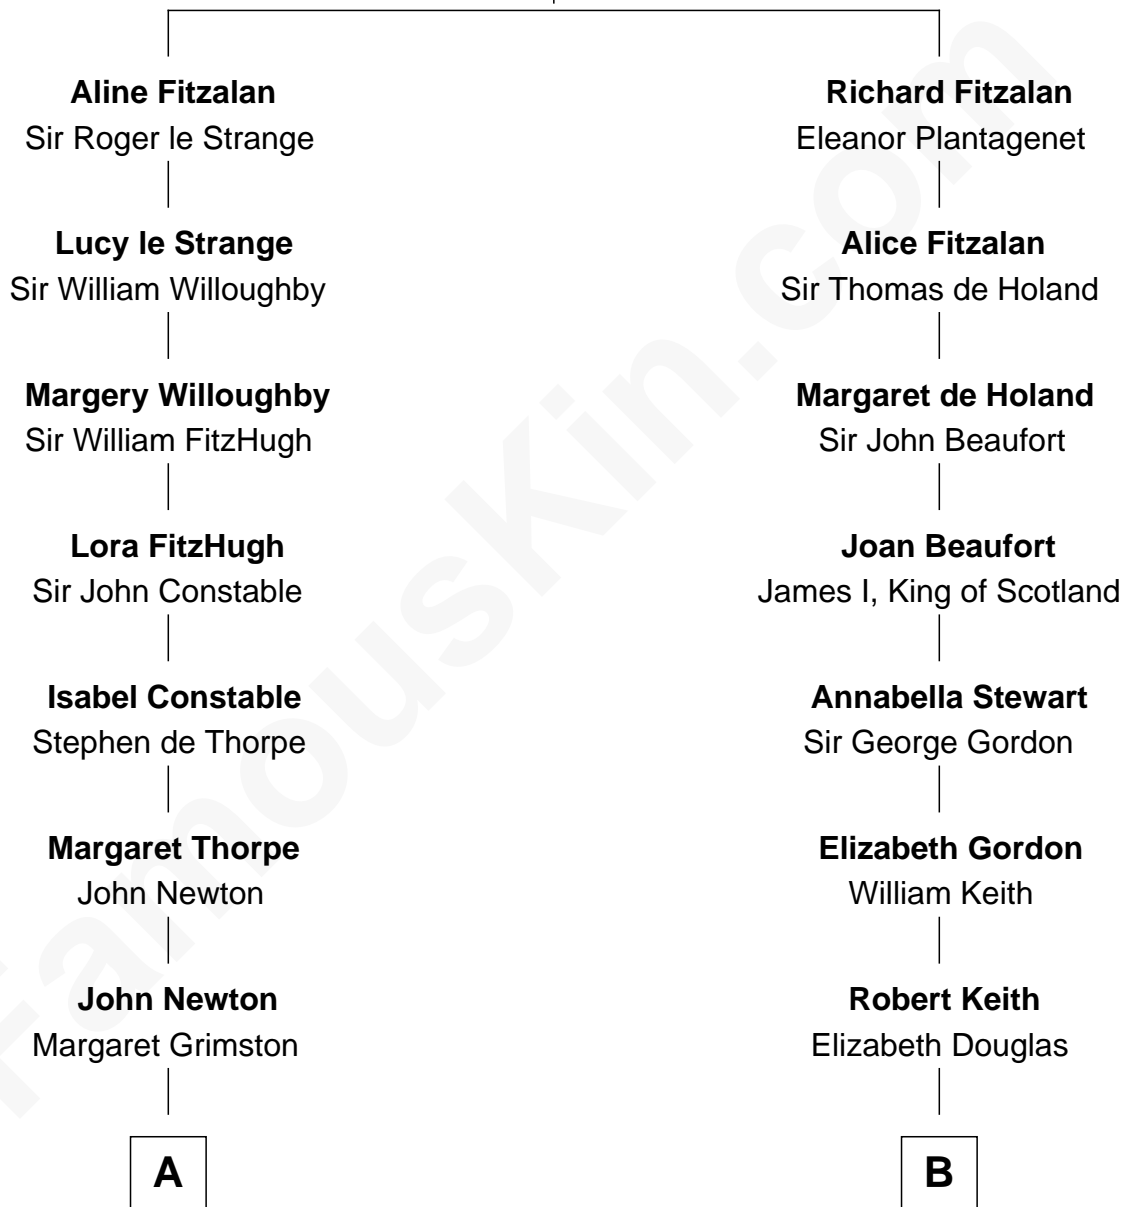 Aline Fitzalan
Sir Roger le Strange
Richard Fitzalan
Eleanor Plantagenet
Lucy le Strange
Sir William Willoughby
Alice Fitzalan
Sir Thomas de Holand
Margery Willoughby
Sir William FitzHugh
Margaret de Holand
Sir John Beaufort
Lora FitzHugh
Sir John Constable
Joan Beaufort
James I, King of Scotland
Isabel Constable
Stephen de Thorpe
Annabella Stewart
Sir George Gordon
Margaret Thorpe
John Newton
Elizabeth Gordon
William Keith
John Newton
Margaret Grimston
Robert Keith
Elizabeth Douglas
A
B
FamousKin.com